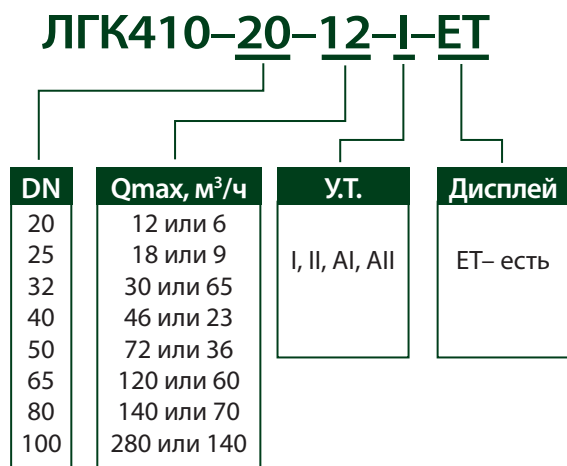 ЛГК410–20–12–I–ET
DN Qmax, м³/ч У.Т. Дисплей
20 12 или 6
25 18 или 9
32 30 или 65
40 46 или 23
50 72 или 36
65 120 или 60
80 140 или 70
100 280 или 140
I, II, AI, AII
ET– есть